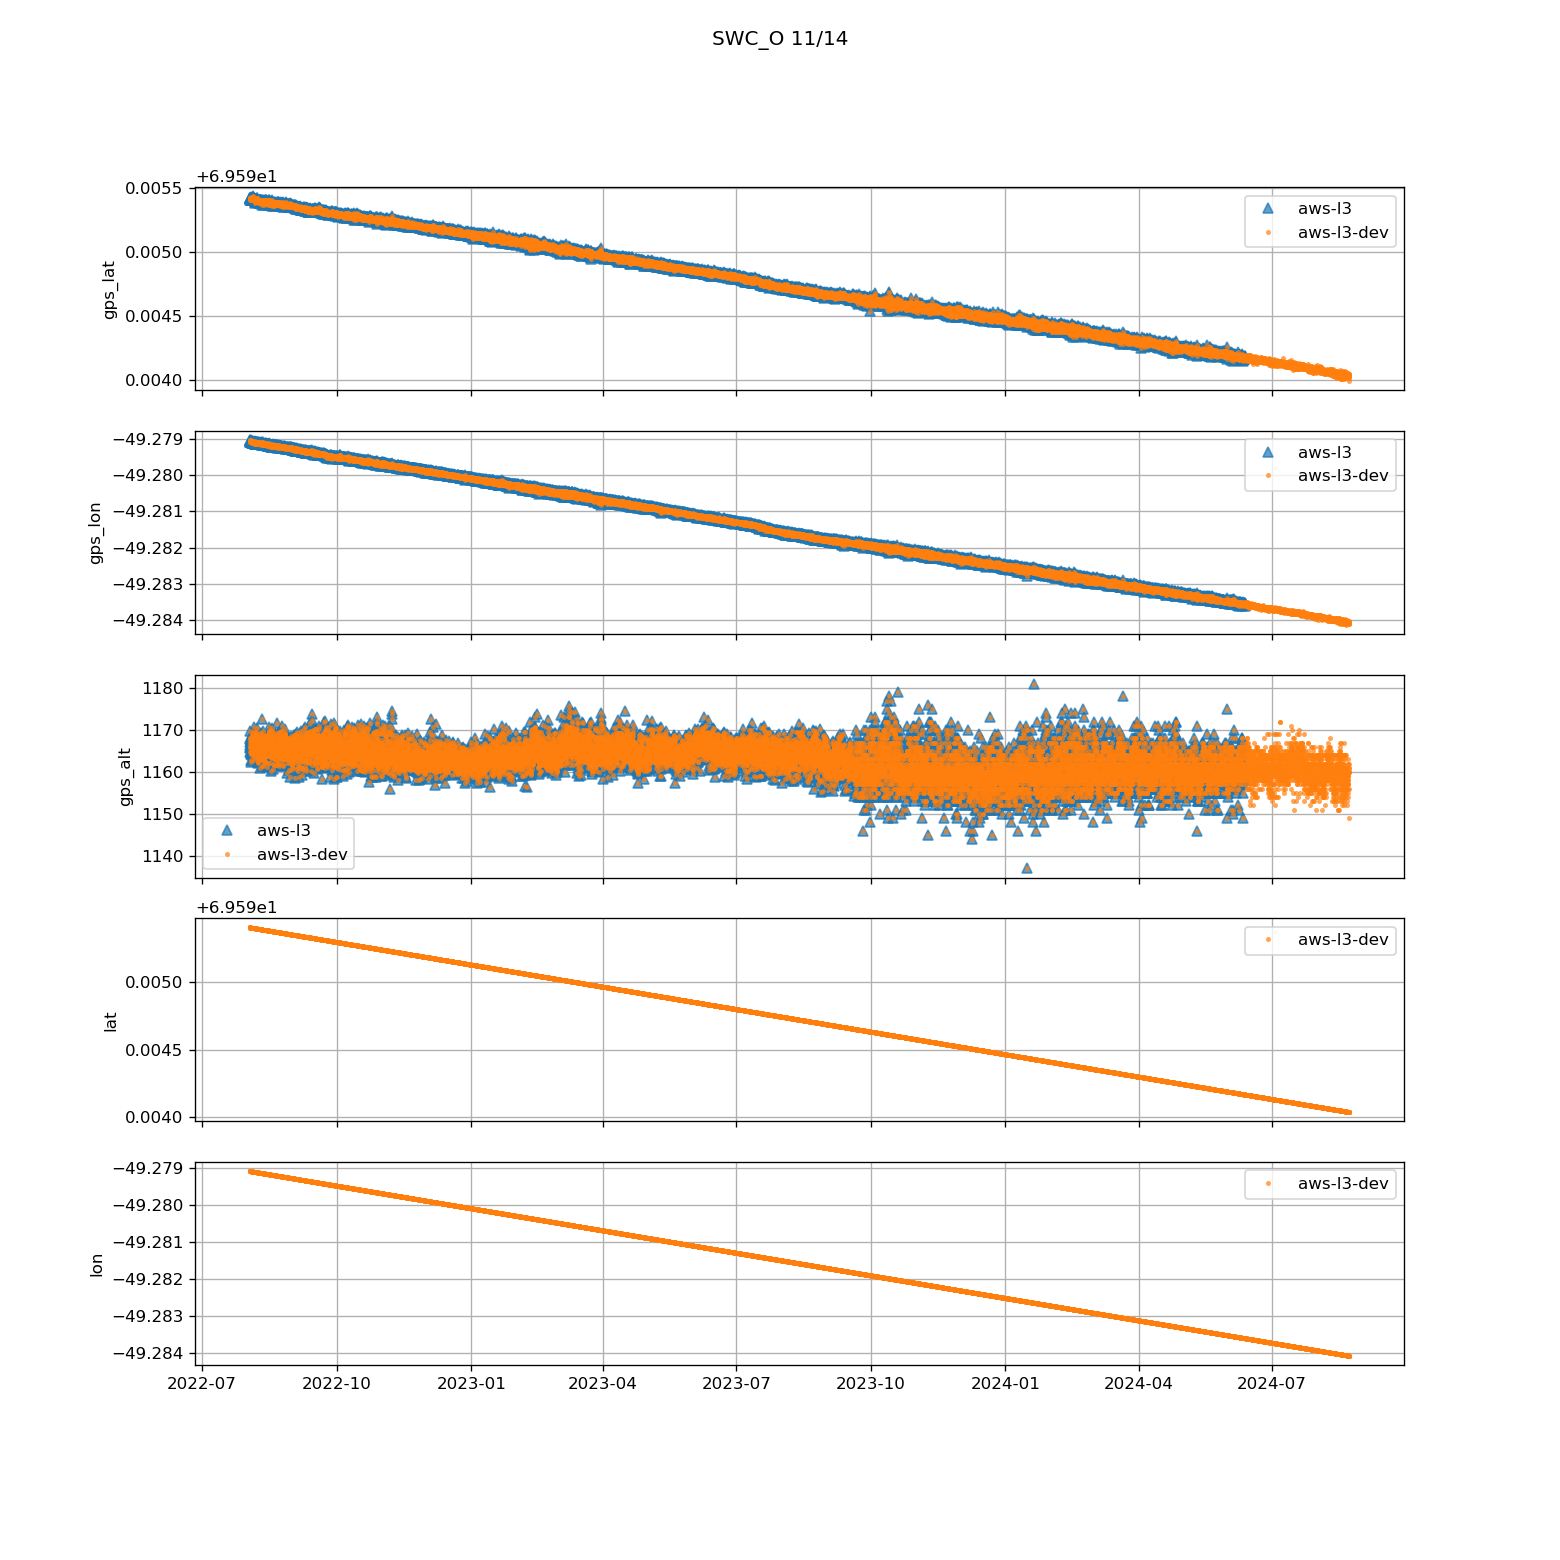 SWC_O 11/14
+6.959e1
0.0055
0.0050
0.0045
0.0040
gps_lat
aws-l3
aws-l3-dev
−49.279
−49.280
−49.281
−49.282
−49.283
−49.284
gps_lon
aws-l3
aws-l3-dev
1180
1170
1160
1150
1140
gps_alt
aws-l3
aws-l3-dev
+6.959e1
0.0050
0.0045
0.0040
lat
aws-l3-dev
−49.279
−49.280
−49.281
−49.282
−49.283
−49.284
lon
aws-l3-dev
2022-07 2022-10 2023-01 2023-04 2023-07 2023-10 2024-01 2024-04 2024-07